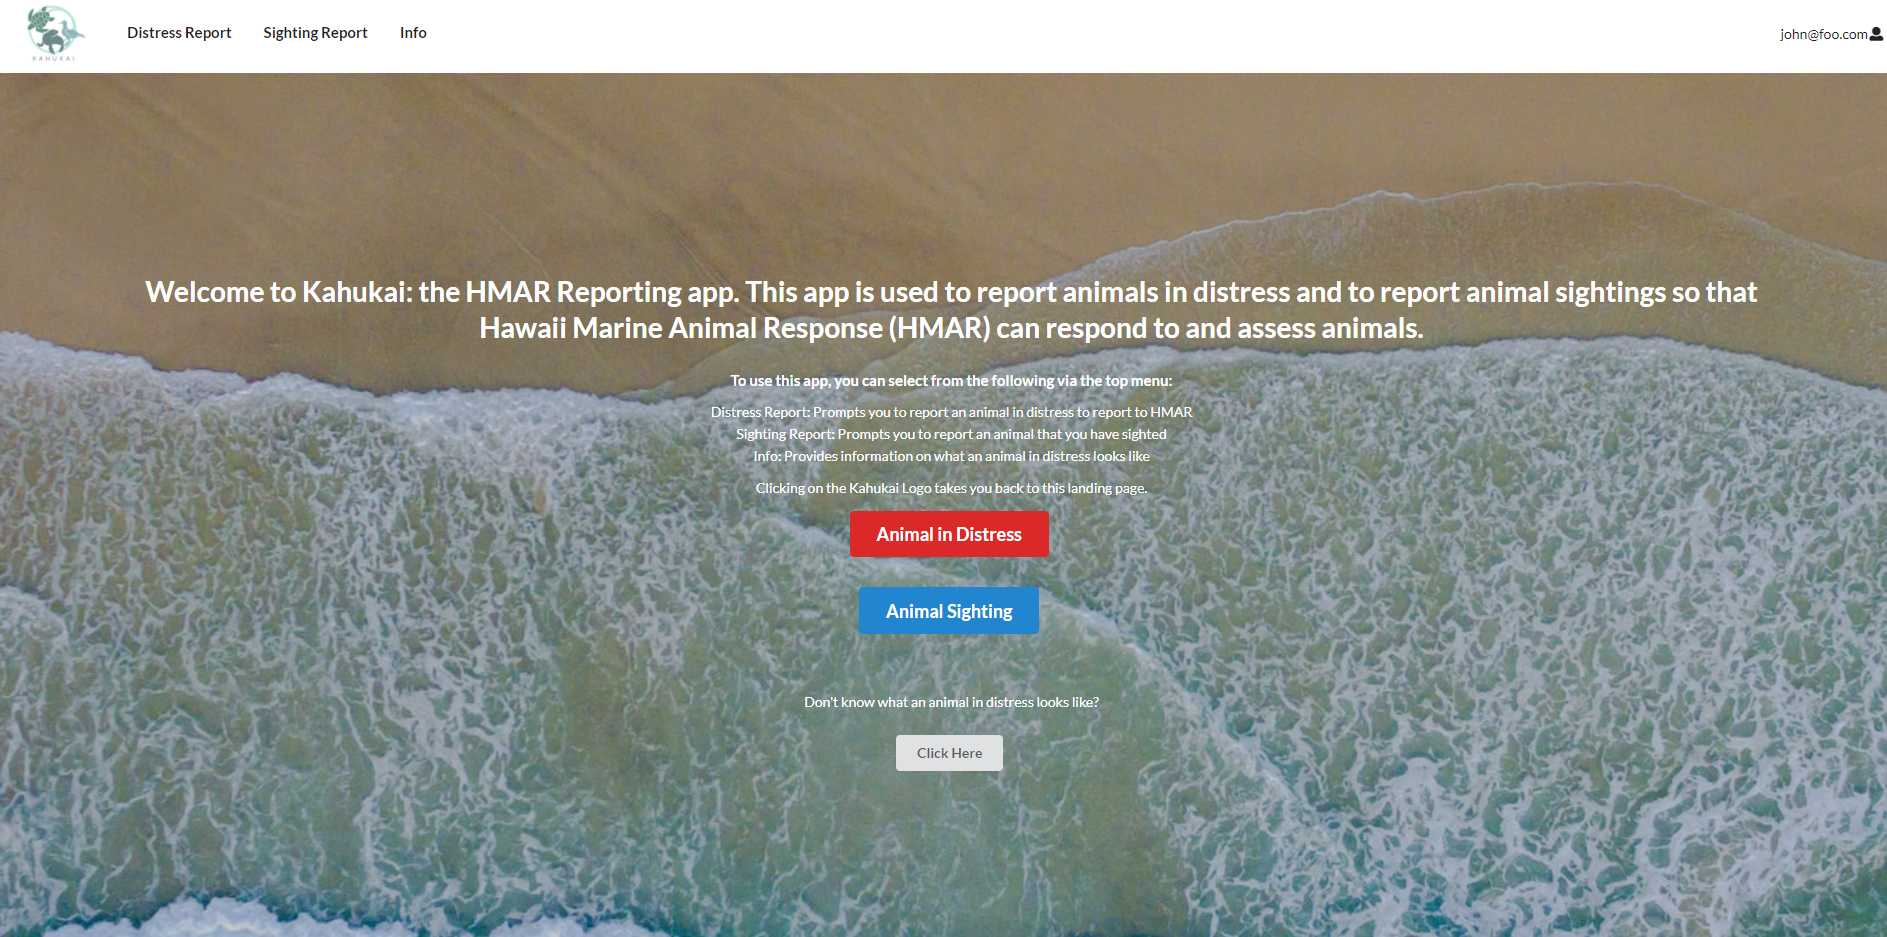 KAHUKAI
Distress Report
Sighting Report
Info
john@foo.com
Welcome to Kahukai: the HMAR Reporting app. This app is used to report animals in distress and to report animal sightings so that
Hawaii Marine Animal Response (HMAR) can respond to and assess animals.
To use this app, you can select from the following via the top menu:
Distress Report: Prompts you to report an animal in distress to report to HMAR
Sighting Report: Prompts you to report an animal that you have sighted
Info: Provides information on what an animal in distress looks like
Clicking on the Kahukai Logo takes you back to this landing page.
Animal in Distress
Animal Sighting
Don't know what an animal in distress looks like?
Click Here